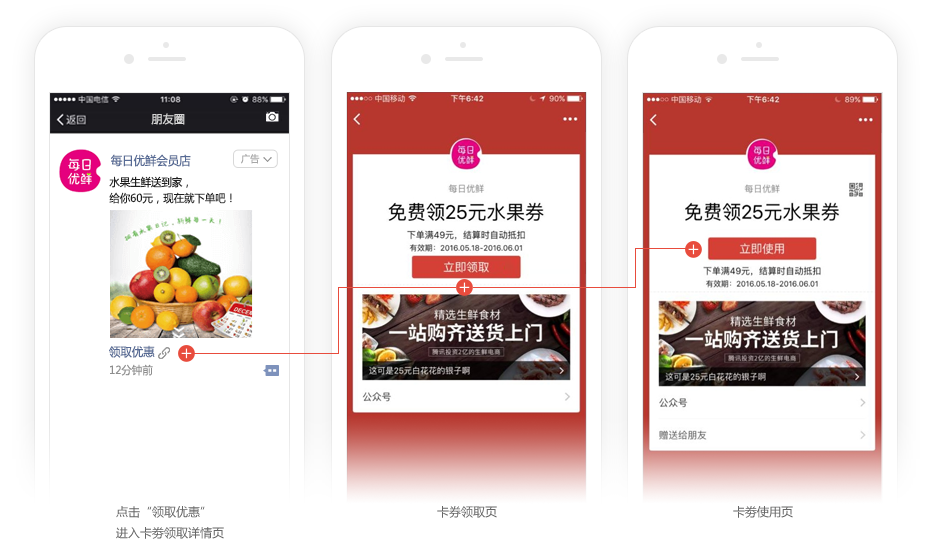 中国电信
11:08
88%
返回
朋友圈
每日优鲜
每日优鲜会员店
广告
水果生鲜送到家，
给你60元，现在就下单吧！
DECEM
领取优惠
12分钟前
点击“领取优惠”
进入卡劵领取详情页
中国移动
下午6:42
90%
每日优鲜
每日优鲜
免费领25元水果券
下单满49元，结算时自动抵扣
有效期：2016.05.18-2016.06.01
立即领取
精选生鲜食材
一站购齐送货上门
腾讯投资2亿的生鲜电商
这可是25元白花花的银子啊
公众号
卡券领取页
中国移动
下午6:42
89%
每日优鲜
每日优鲜
免费领25元水果券
立即使用
下单满49元，结算时自动抵扣
有效期：2016.05.18-2016.06.01
精选生鲜食材
一站购齐送货上门
腾讯投资2亿的生鲜电商
这可是25元白花花的银子啊
公众号
赠送给朋友
卡劵使用页